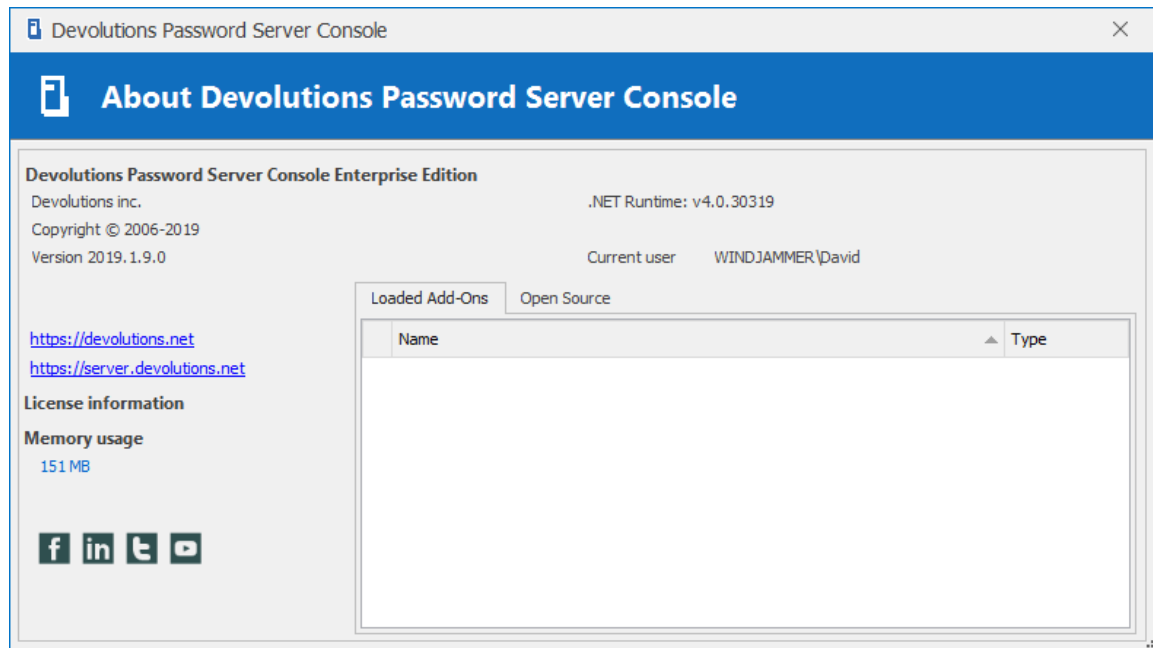 Devolutions Password Server Console
About Devolutions Password Server Console
Devolutions Password Server Console Enterprise Edition
Devolutions inc.
.NET Runtime: v4.0.30319
Copyright © 2006-2019
Version 2019.1.9.0
Current user WINDJAMMER\David
Loaded Add-Ons Open Source
Name Type
https://devolutions.net
https://server.devolutions.net
License information
Memory usage
151 MB